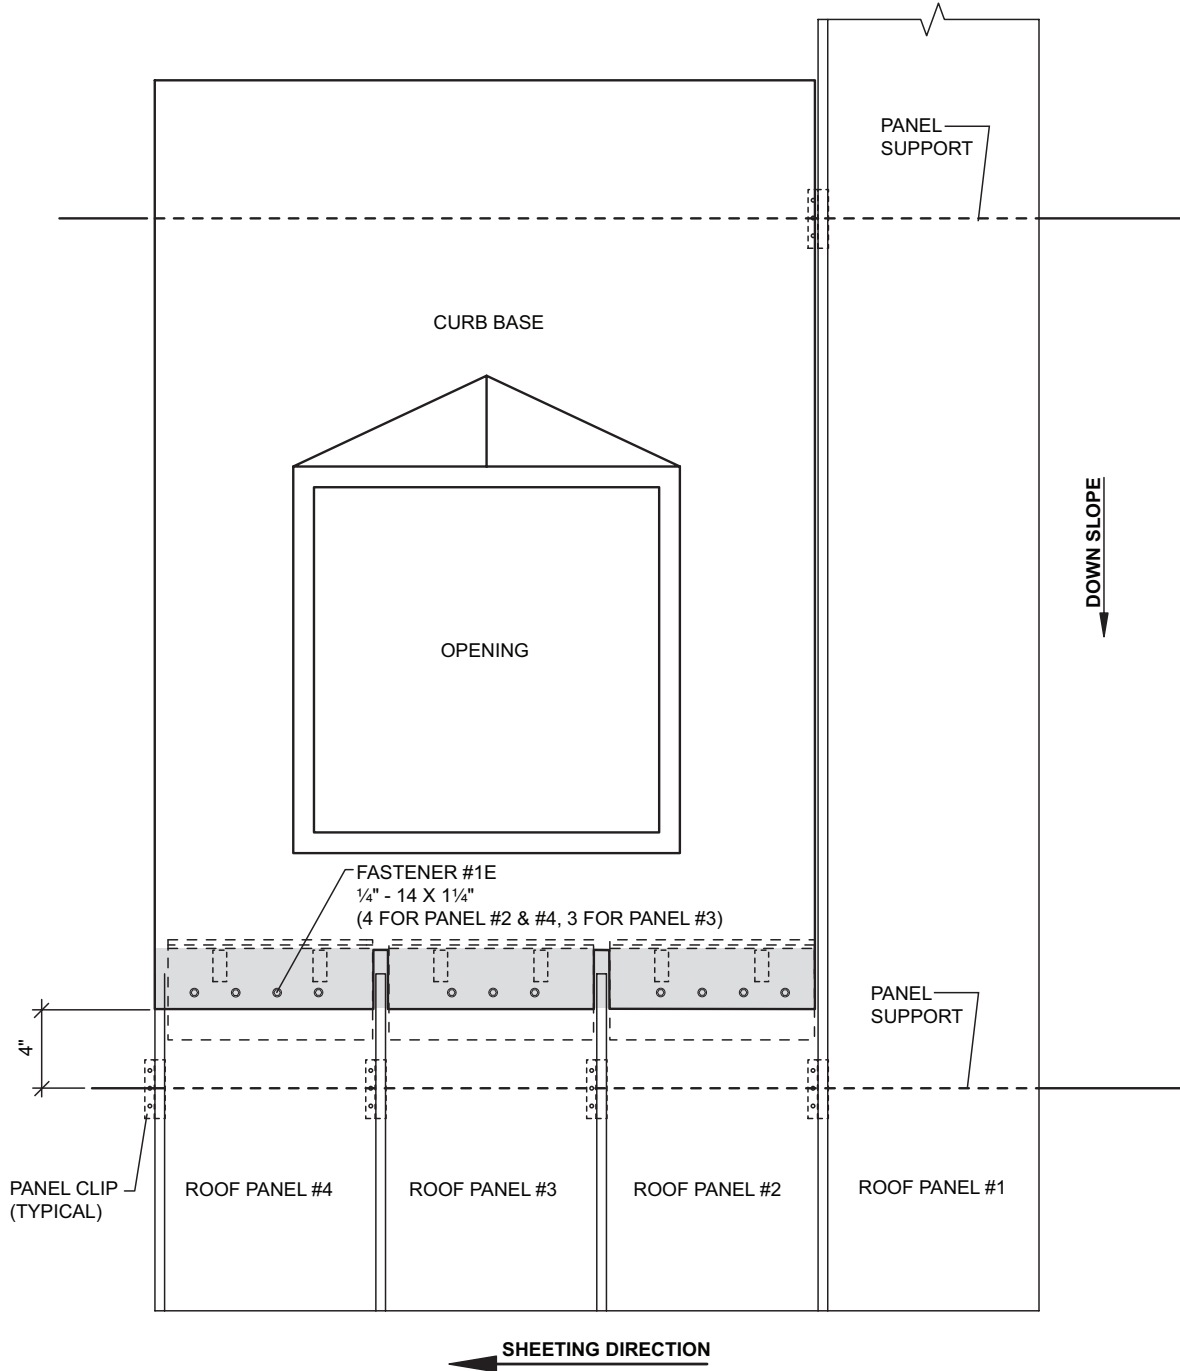 PANEL
SUPPORT
CURB BASE
DOWN SLOPE
OPENING
FASTENER #1E
¼" - 14 X 1¼"
(4 FOR PANEL #2 & #4, 3 FOR PANEL #3)
PANEL
SUPPORT
4"
PANEL CLIP
(TYPICAL)
ROOF PANEL #4
ROOF PANEL #3
ROOF PANEL #2
ROOF PANEL #1
SHEETING DIRECTION